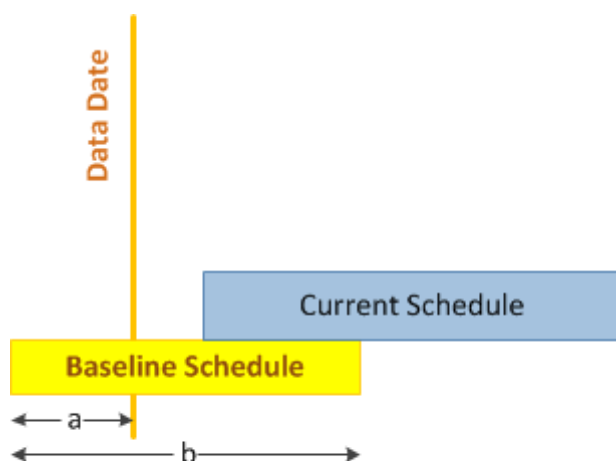 Data Date
Current Schedule
Baseline Schedule
a
b